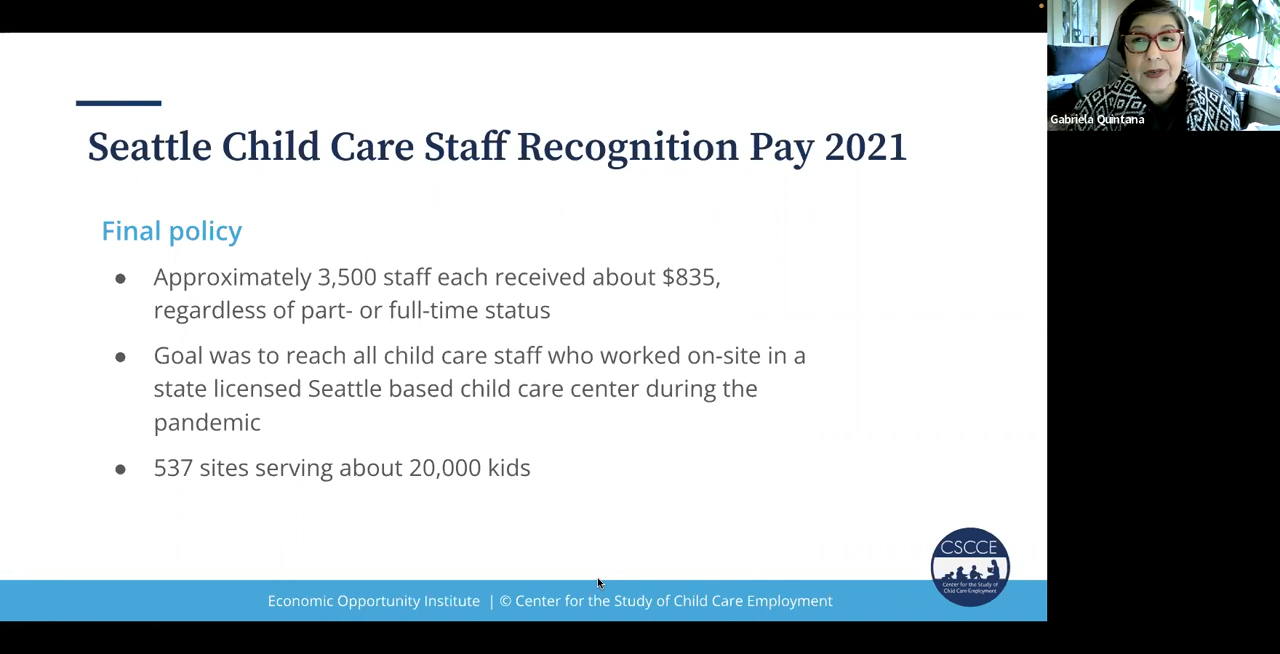 Seattle Child Care Staff Recognition Pay 2021
Final policy
● Approximately 3,500 staff each received about $835,
regardless of part- or full-time status
● Goal was to reach all child care staff who worked on-site in a
state licensed Seattle based child care center during the
pandemic
● 537 sites serving about 20,000 kids
CSCCE
Center for the Study of
Child Care Employment
Economic Opportunity Institute | © Center for the Study of Child Care Employment
Gabriela Quintana